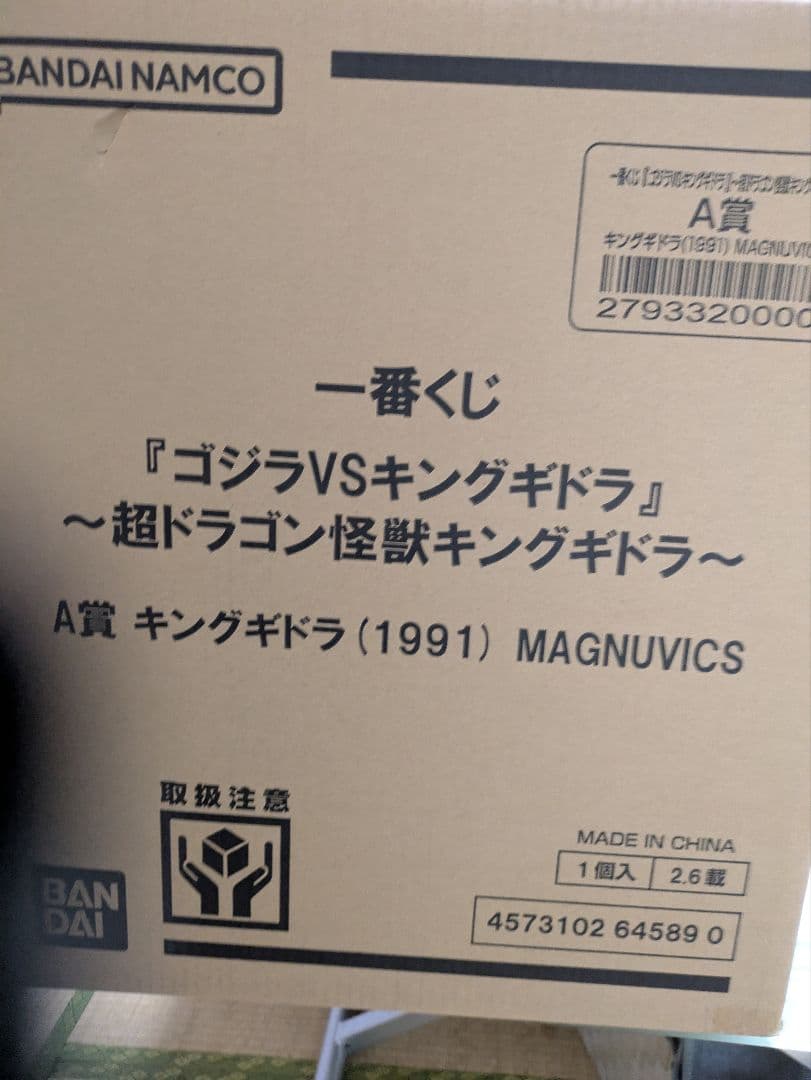 BANDAI NAMCO
A賞
キングギドラ(1991) MAGNUVIC
2793320000
一番くじ
『ゴジラVSキングギドラ』
～超ドラゴン怪獣キングギドラ～
A賞 キングギドラ(1991) MAGNUVICS
取扱注意
MADE IN CHINA
1個入 2.6載
BAN
DAI
4573102 64589 0